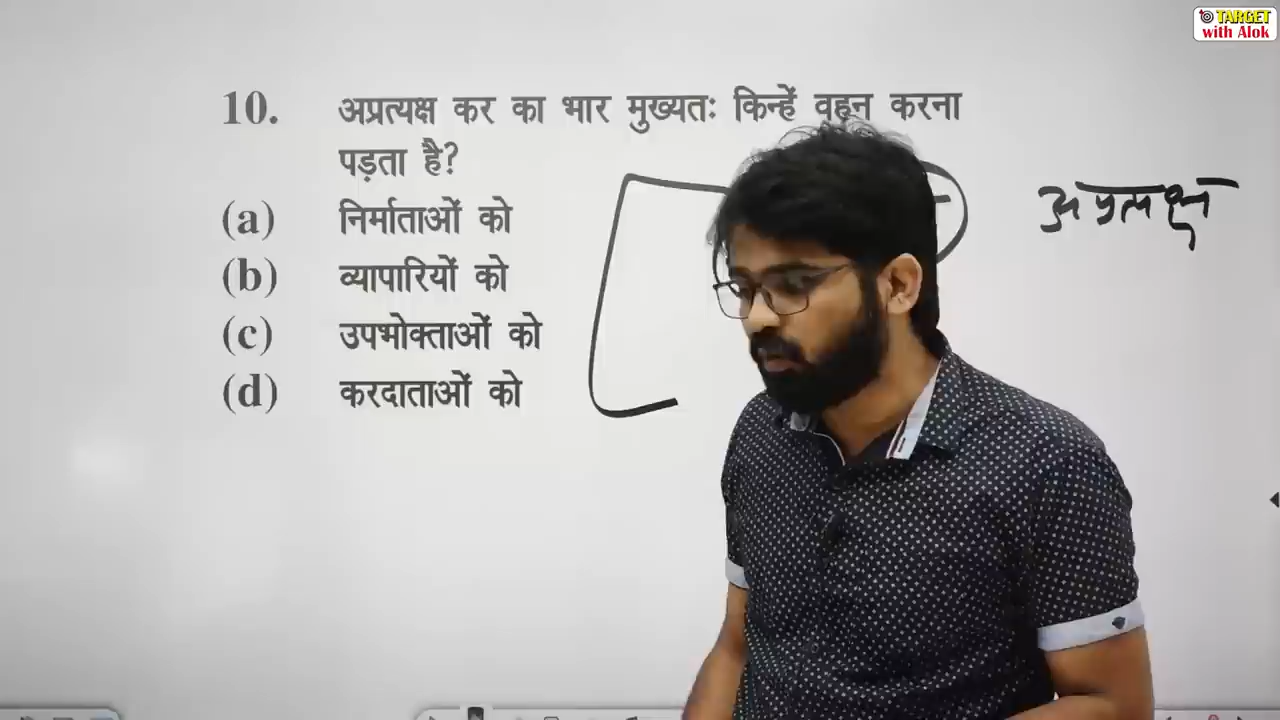 TARGET
with Alok
10. अप्रत्यक्ष कर का भार मुख्यतः किन्हें वहन करना
पड़ता है?
(a) निर्माताओं को
(b) व्यापारियों को
(c) उपभोक्ताओं को
(d) करदाताओं को
अप्रत्यक्ष